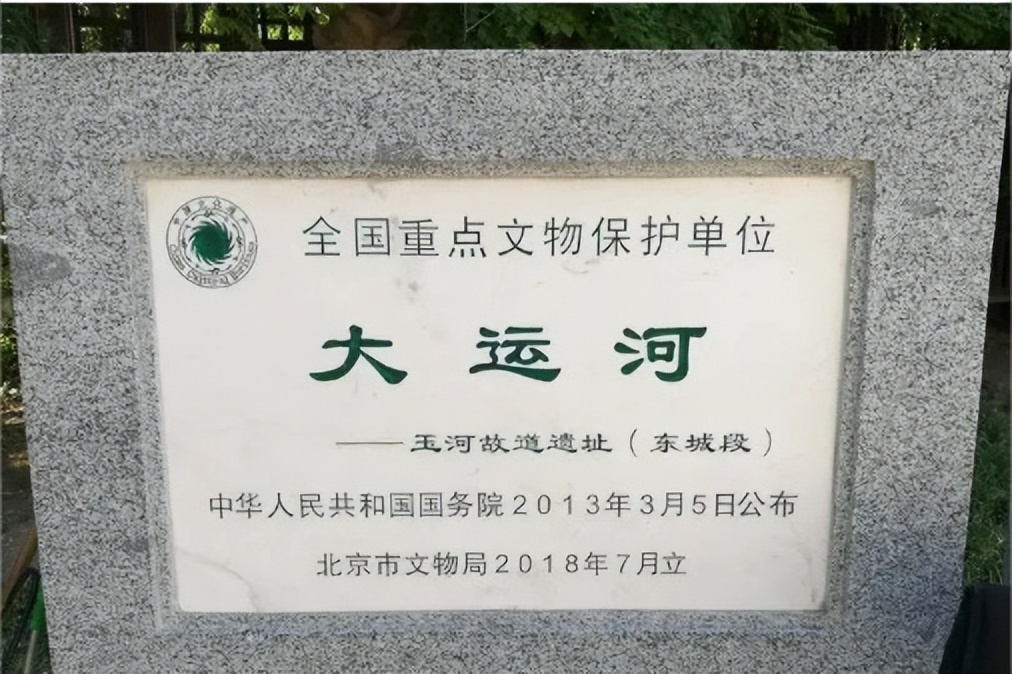 全国重点文物保护单位
大运河
——玉河故道遗址（东城段）
中华人民共和国国务院2013年3月5日公布
北京市文物局2018年7月立